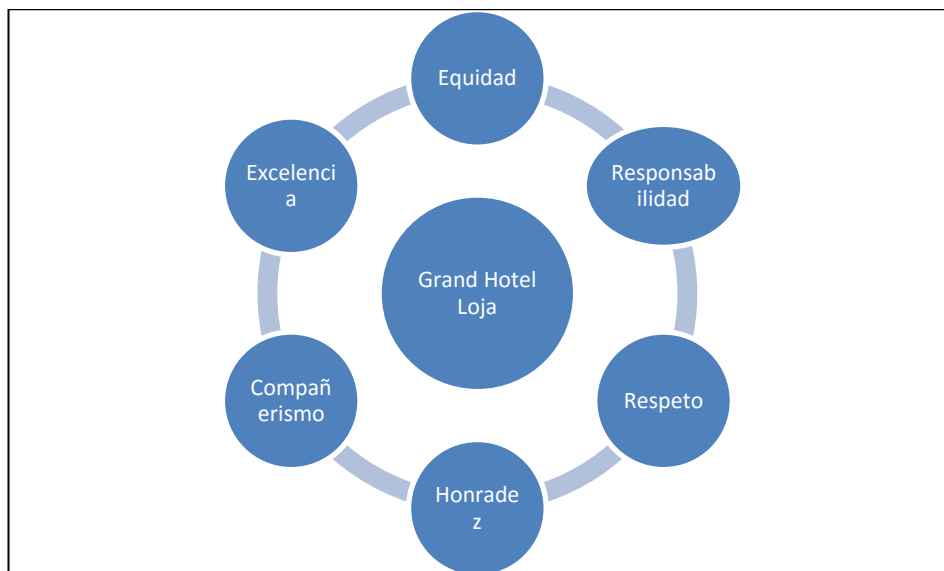 Equidad
Responsab
ilidad
Respeto
Honrade
z
Compañ
erismo
Excelenci
a
Grand Hotel
Loja